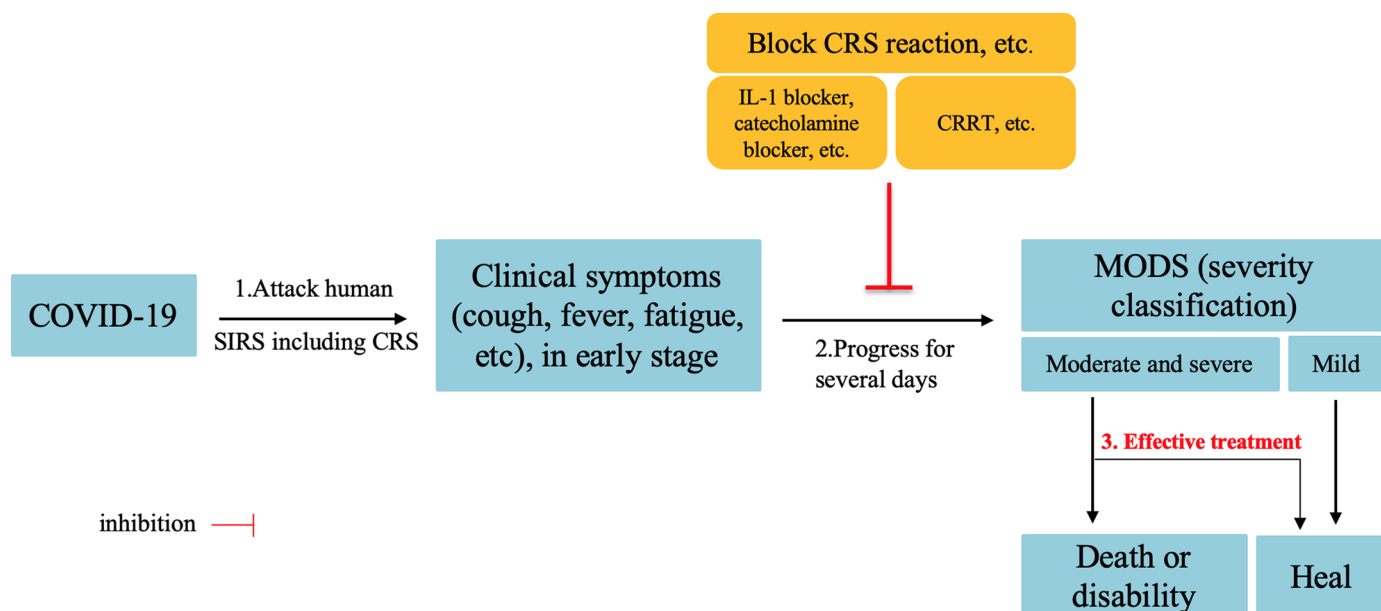 Block CRS reaction, etc.
IL-1 blocker,
catecholamine
blocker, etc.
CRRT, etc.
COVID-19
1.Attack human
SIRS including CRS
Clinical symptoms
(cough, fever, fatigue,
etc), in early stage
2.Progress for
several days
MODS (severity
classification)
Moderate and severe
Mild
3. Effective treatment
inhibition
Death or
disability
Heal